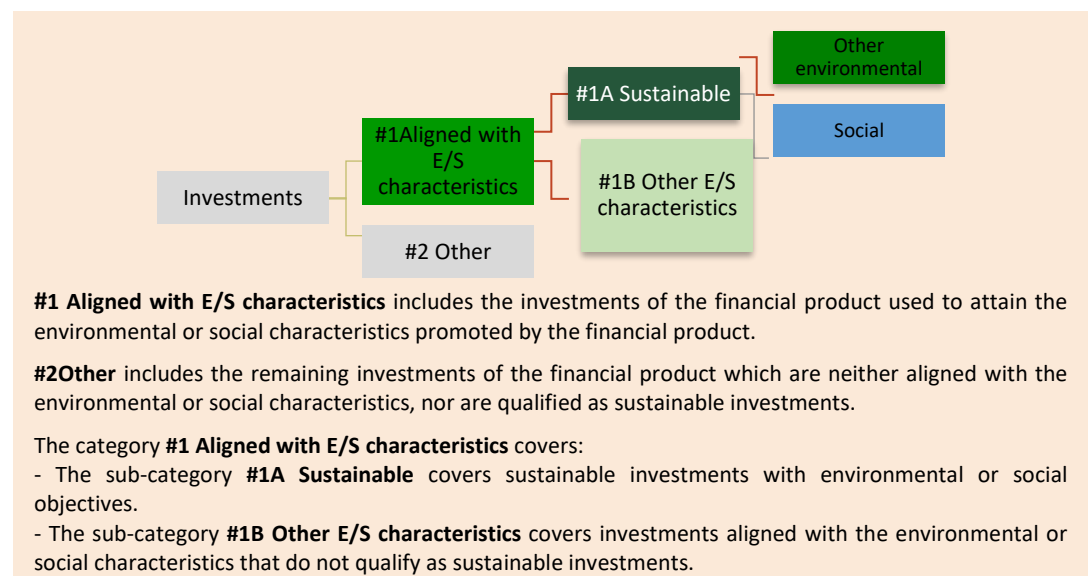 Other
environmental
#1A Sustainable
#1Aligned with
E/S
characteristics
Social
#1B Other E/S
characteristics
Investments
#2 Other
#1 Aligned with E/S characteristics includes the investments of the financial product used to attain the
environmental or social characteristics promoted by the financial product.
#2Other includes the remaining investments of the financial product which are neither aligned with the
environmental or social characteristics, nor are qualified as sustainable investments.
The category #1 Aligned with E/S characteristics covers:
- The sub-category #1A Sustainable covers sustainable investments with environmental or social
objectives.
- The sub-category #1B Other E/S characteristics covers investments aligned with the environmental or
social characteristics that do not qualify as sustainable investments.